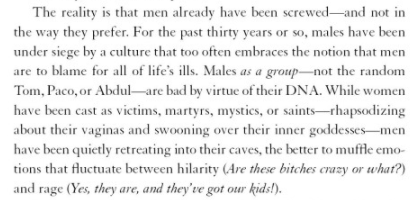 The reality is that men already have been screwed—and not in
the way they prefer. For the past thirty years or so, males have been
under siege by a culture that too often embraces the notion that men
are to blame for all of life's ills. Males as a group—not the random
Tom, Paco, or Abdul—are bad by virtue of their DNA. While women
have been cast as victims, martyrs, mystics, or saints—rhapsodizing
about their vaginas and swooning over their inner goddesses—men
have been quietly retreating into their caves, the better to muffle emo-
tions that fluctuate between hilarity (Are these bitches crazy or what?)
and rage (Yes, they are, and they've got our kids!).